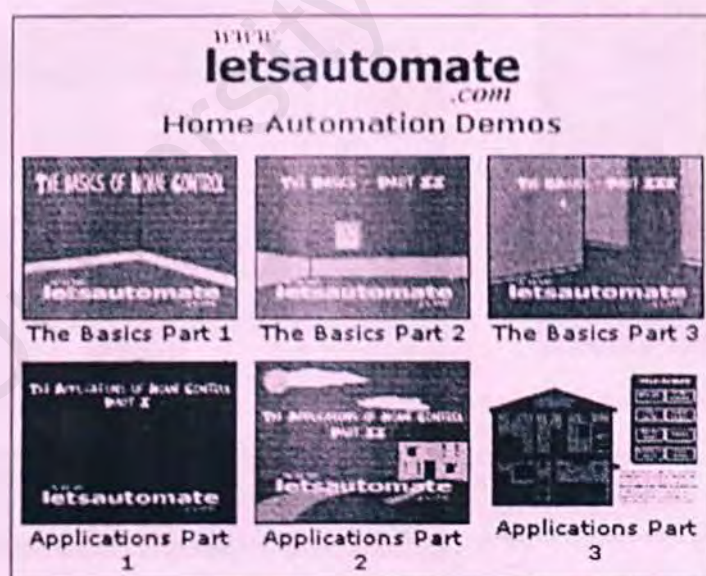 www
letsautomate
.com
Home Automation Demos
THE BASICS OF HOME CONTROL
THE BASICS - PART II
THE BASICS - PART III
letsautomate
letsautomate
letsautomate
The Basics Part 1
The Basics Part 2
The Basics Part 3
THE APPLICATIONS OF HOME CONTROL
PART I
THE APPLICATIONS OF HOME CONTROL
PART II
letsautomate
letsautomate
Applications Part
1
Applications Part
2
Applications Part
3